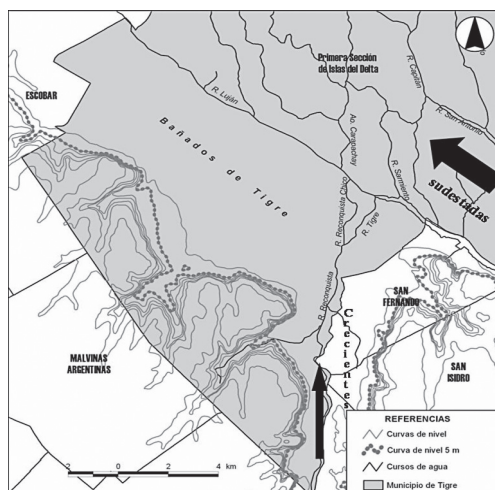 ESCOBAR
Primera Sección
de Islas del Delta
R. Capitán
R. San Antonio
R. Luján
Ao. Carapachay
Bañados de Tigre
R. Sarmiento
sudestadas
R. Reconquista Chico
R. Tigre
R. Reconquista
SAN
FERNANDO
Crecientes
MALVINAS
ARGENTINAS
SAN
ISIDRO
REFERENCIAS
Curvas de nivel
Curva de nivel 5 m
Cursos de agua
Municipio de Tigre
2 0 2 4 km